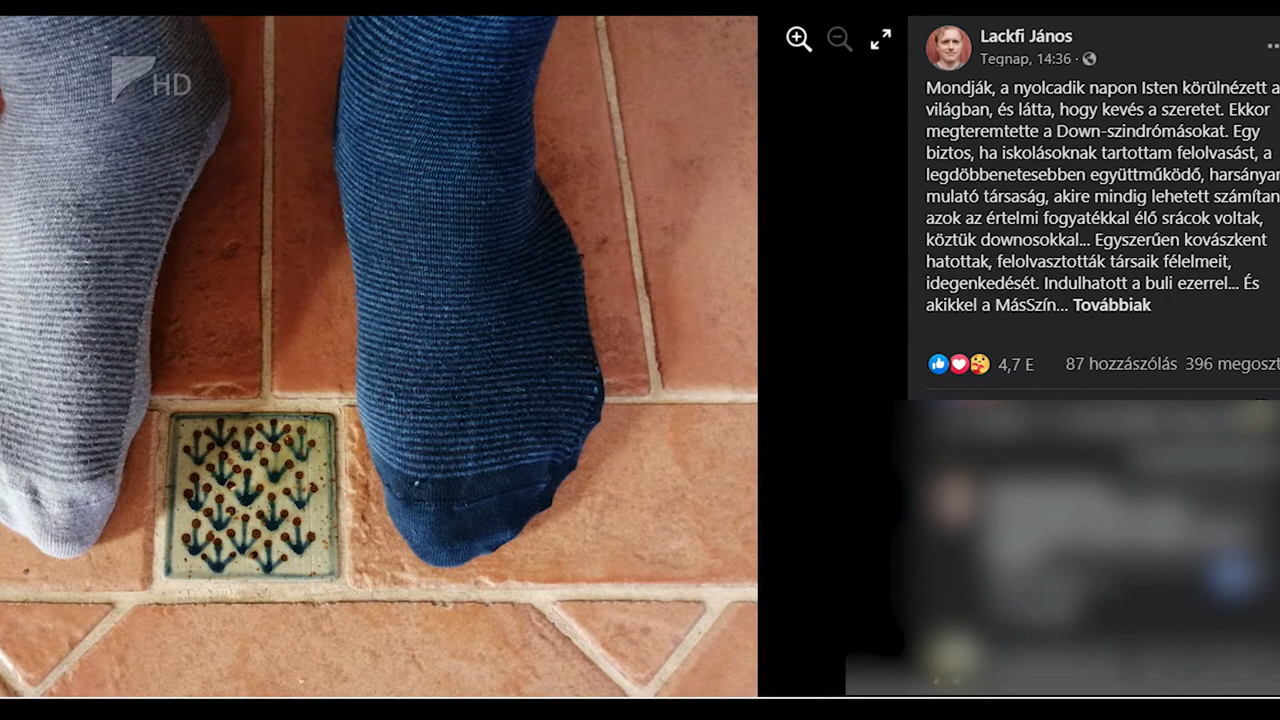 HD
Lackfi János
Tegnap, 14:36 ·
Mondják, a nyolcadik napon Isten körülnézett a
világban, és látta, hogy kevés a szeretet. Ekkor
megteremtette a Down-szindrómásokat. Egy
biztos, ha iskolásoknak tartottam felolvasást, a
legdöbbenetesebben együttműködő, harsányan
mulató társaság, akire mindig lehetett számítan
azok az értelmi fogyatékkal élő srácok voltak,
köztük downosokkal... Egyszerűen kovászkent
hatottak, felolvasztották társaik félelmeit,
idegenkedését. Indulhatott a buli ezerrel... És
akikkel a MásSzín... Továbbiak
4,7 E 87 hozzászólás 396 megoszt